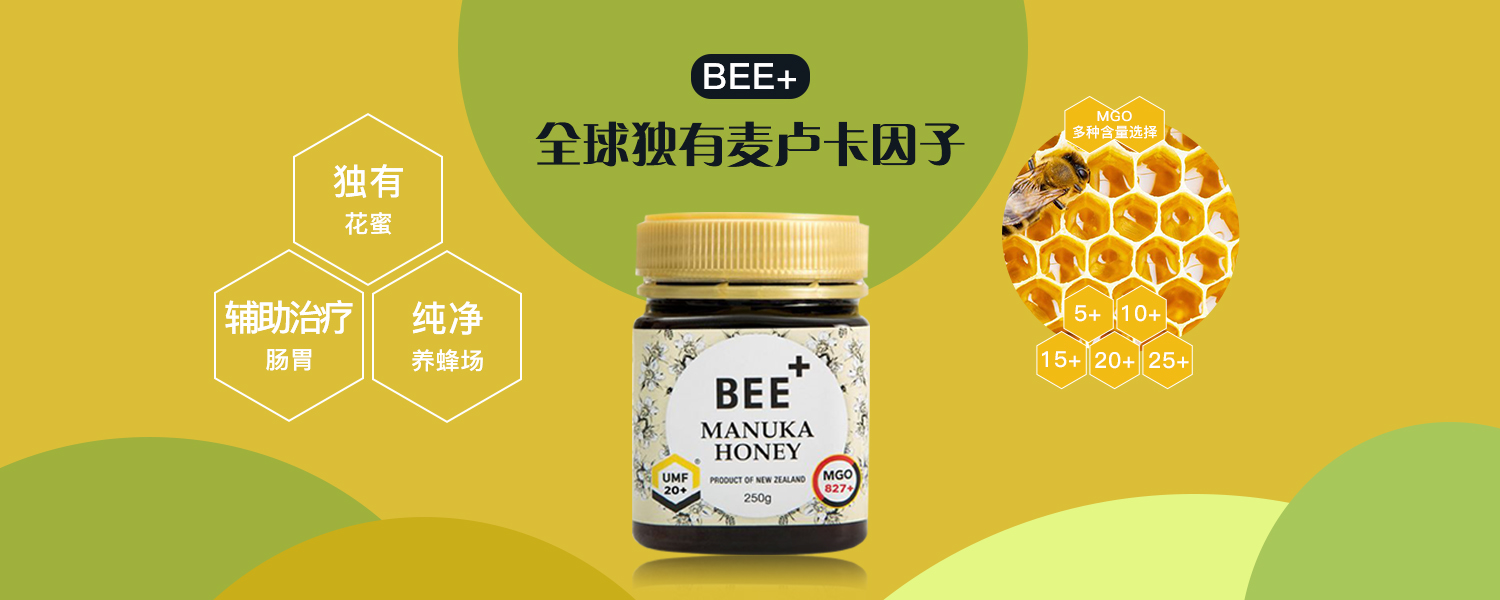 BEE+
全球独有麦卢卡因子
独有
花蜜
辅助治疗
肠胃
纯净
养蜂场
MGO
多种含量选择
5+
10+
15+
20+
25+
BEE+
MANUKA
HONEY
UMF
20+
®
PRODUCT OF NEW ZEALAND
250g
MGO
827+